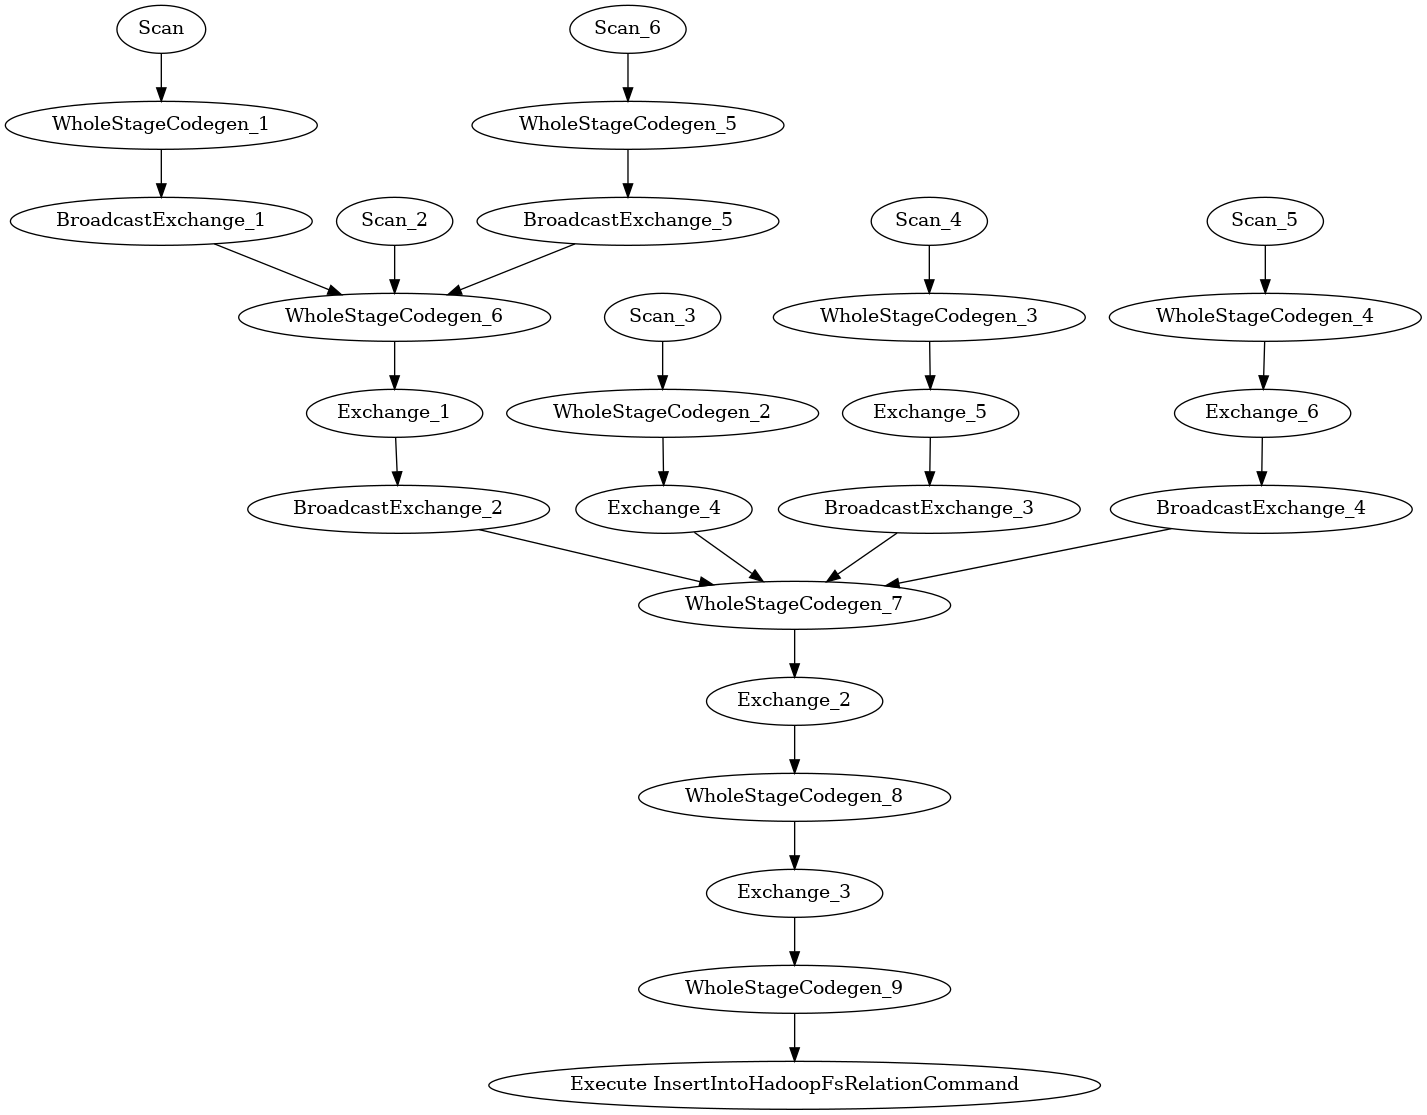 Scan
Scan_6
WholeStageCodegen_1
WholeStageCodegen_5
BroadcastExchange_1
Scan_2
BroadcastExchange_5
Scan_4
Scan_5
WholeStageCodegen_6
Scan_3
WholeStageCodegen_3
WholeStageCodegen_4
Exchange_1
WholeStageCodegen_2
Exchange_5
Exchange_6
BroadcastExchange_2
Exchange_4
BroadcastExchange_3
BroadcastExchange_4
WholeStageCodegen_7
Exchange_2
WholeStageCodegen_8
Exchange_3
WholeStageCodegen_9
Execute InsertIntoHadoopFsRelationCommand